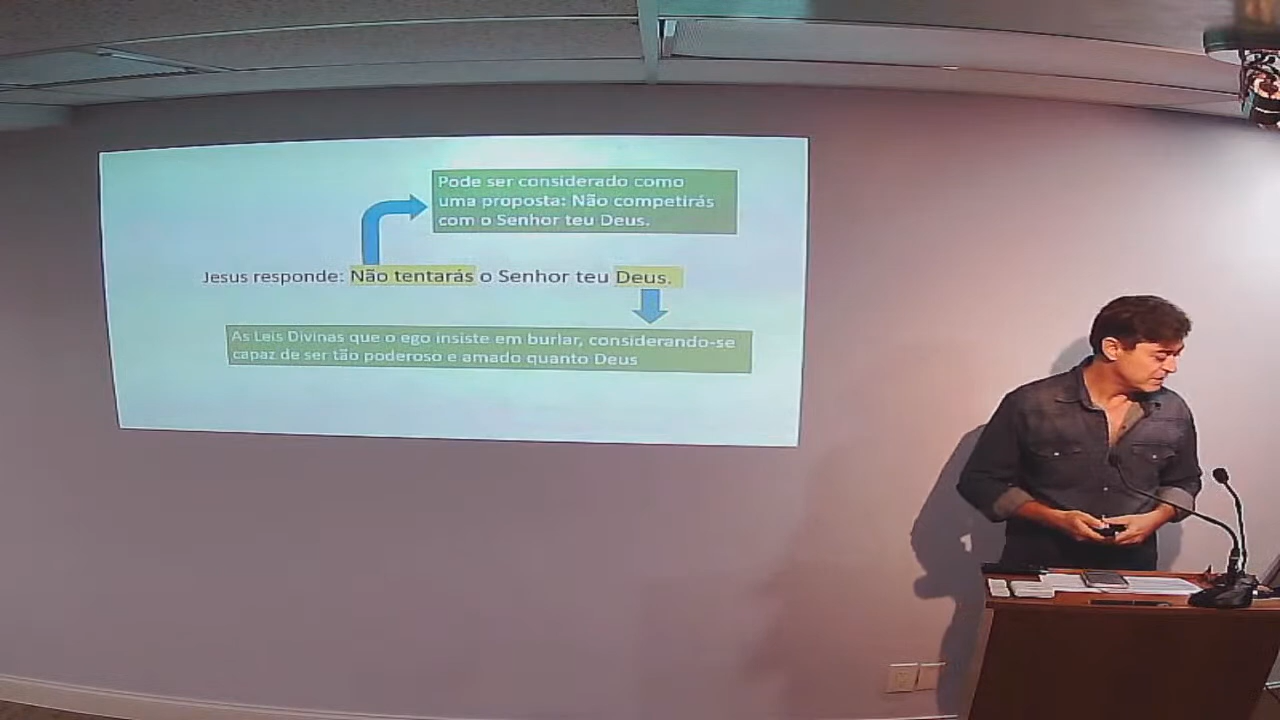 Pode ser considerado como
uma proposta: Não competirás
com o Senhor teu Deus.
Jesus responde: Não tentarás o Senhor teu Deus.
As Leis Divinas que o ego insiste em burlar, considerando-se
capaz de ser tão poderoso e amado quanto Deus